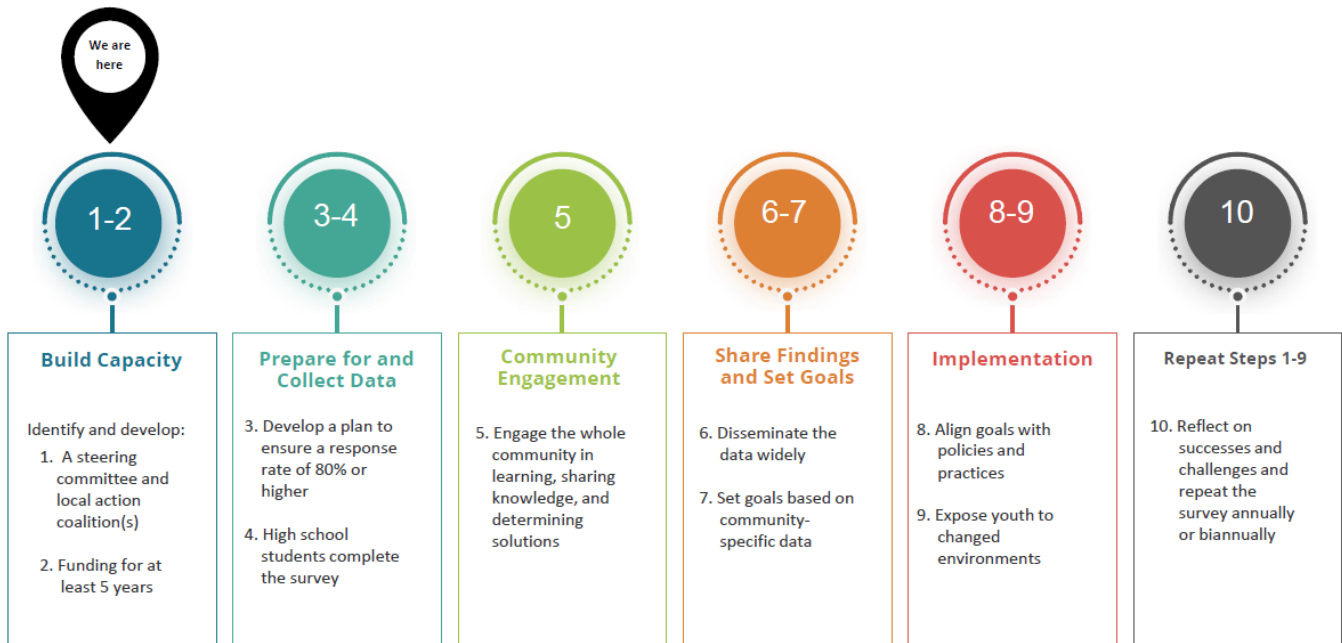 We are
here
1-2
3-4
5
6-7
8-9
10
Build Capacity
Identify and develop:
1. A steering
committee and
local action
coalition(s)
2. Funding for at
least 5 years
Prepare for and
Collect Data
3. Develop a plan to
ensure a response
rate of 80% or
higher
4. High school
students complete
the survey
Community
Engagement
5. Engage the whole
community in
learning, sharing
knowledge, and
determining
solutions
Share Findings
and Set Goals
6. Disseminate the
data widely
7. Set goals based on
community-
specific data
Implementation
8. Align goals with
policies and
practices
9. Expose youth to
changed
environments
Repeat Steps 1-9
10. Reflect on
successes and
challenges and
repeat the
survey annually
or biannually